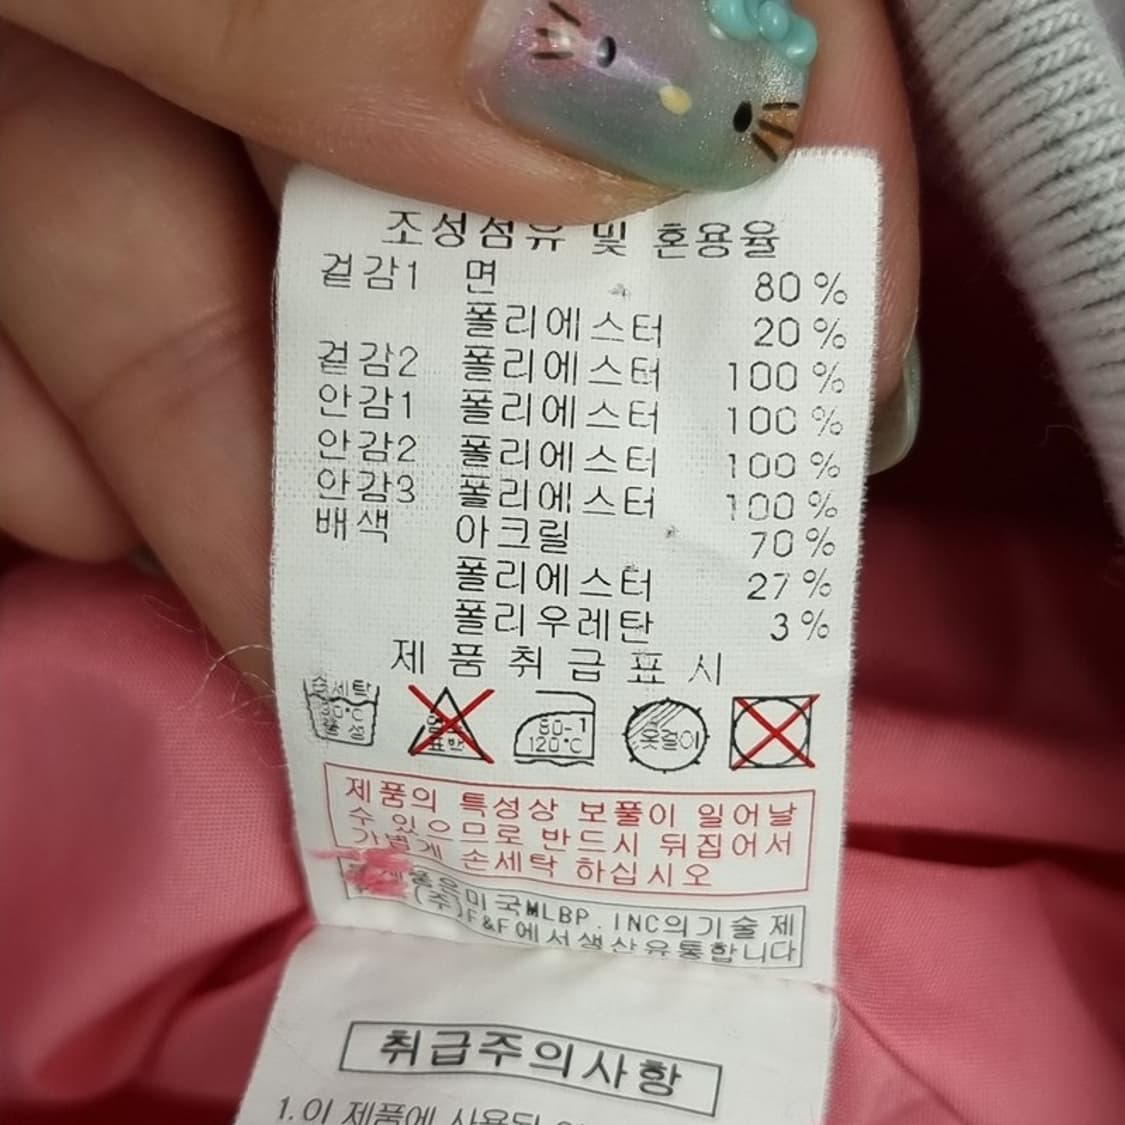 조성섬유 및 혼용율
겉감1 면 80%
폴리에스터 20%
겉감2 폴리에스터 100%
안감1 폴리에스터 100%
안감2 폴리에스터 100%
안감3 폴리에스터 100%
배색 아크릴 70%
폴리에스터 27%
폴리우레탄 3%
제품취급표시
손세탁
30°C
중성
염소
표백
80-1
120°C
옷걸이
제품의 특성상 보풀이 일어날
수 있으므로 반드시 뒤집어서
가볍게 손세탁 하십시오
제품은 미국MLBP.INC의기술제
(주)F&F에서생산유통합니다
취급주의사항
1.이 제품에 사용된